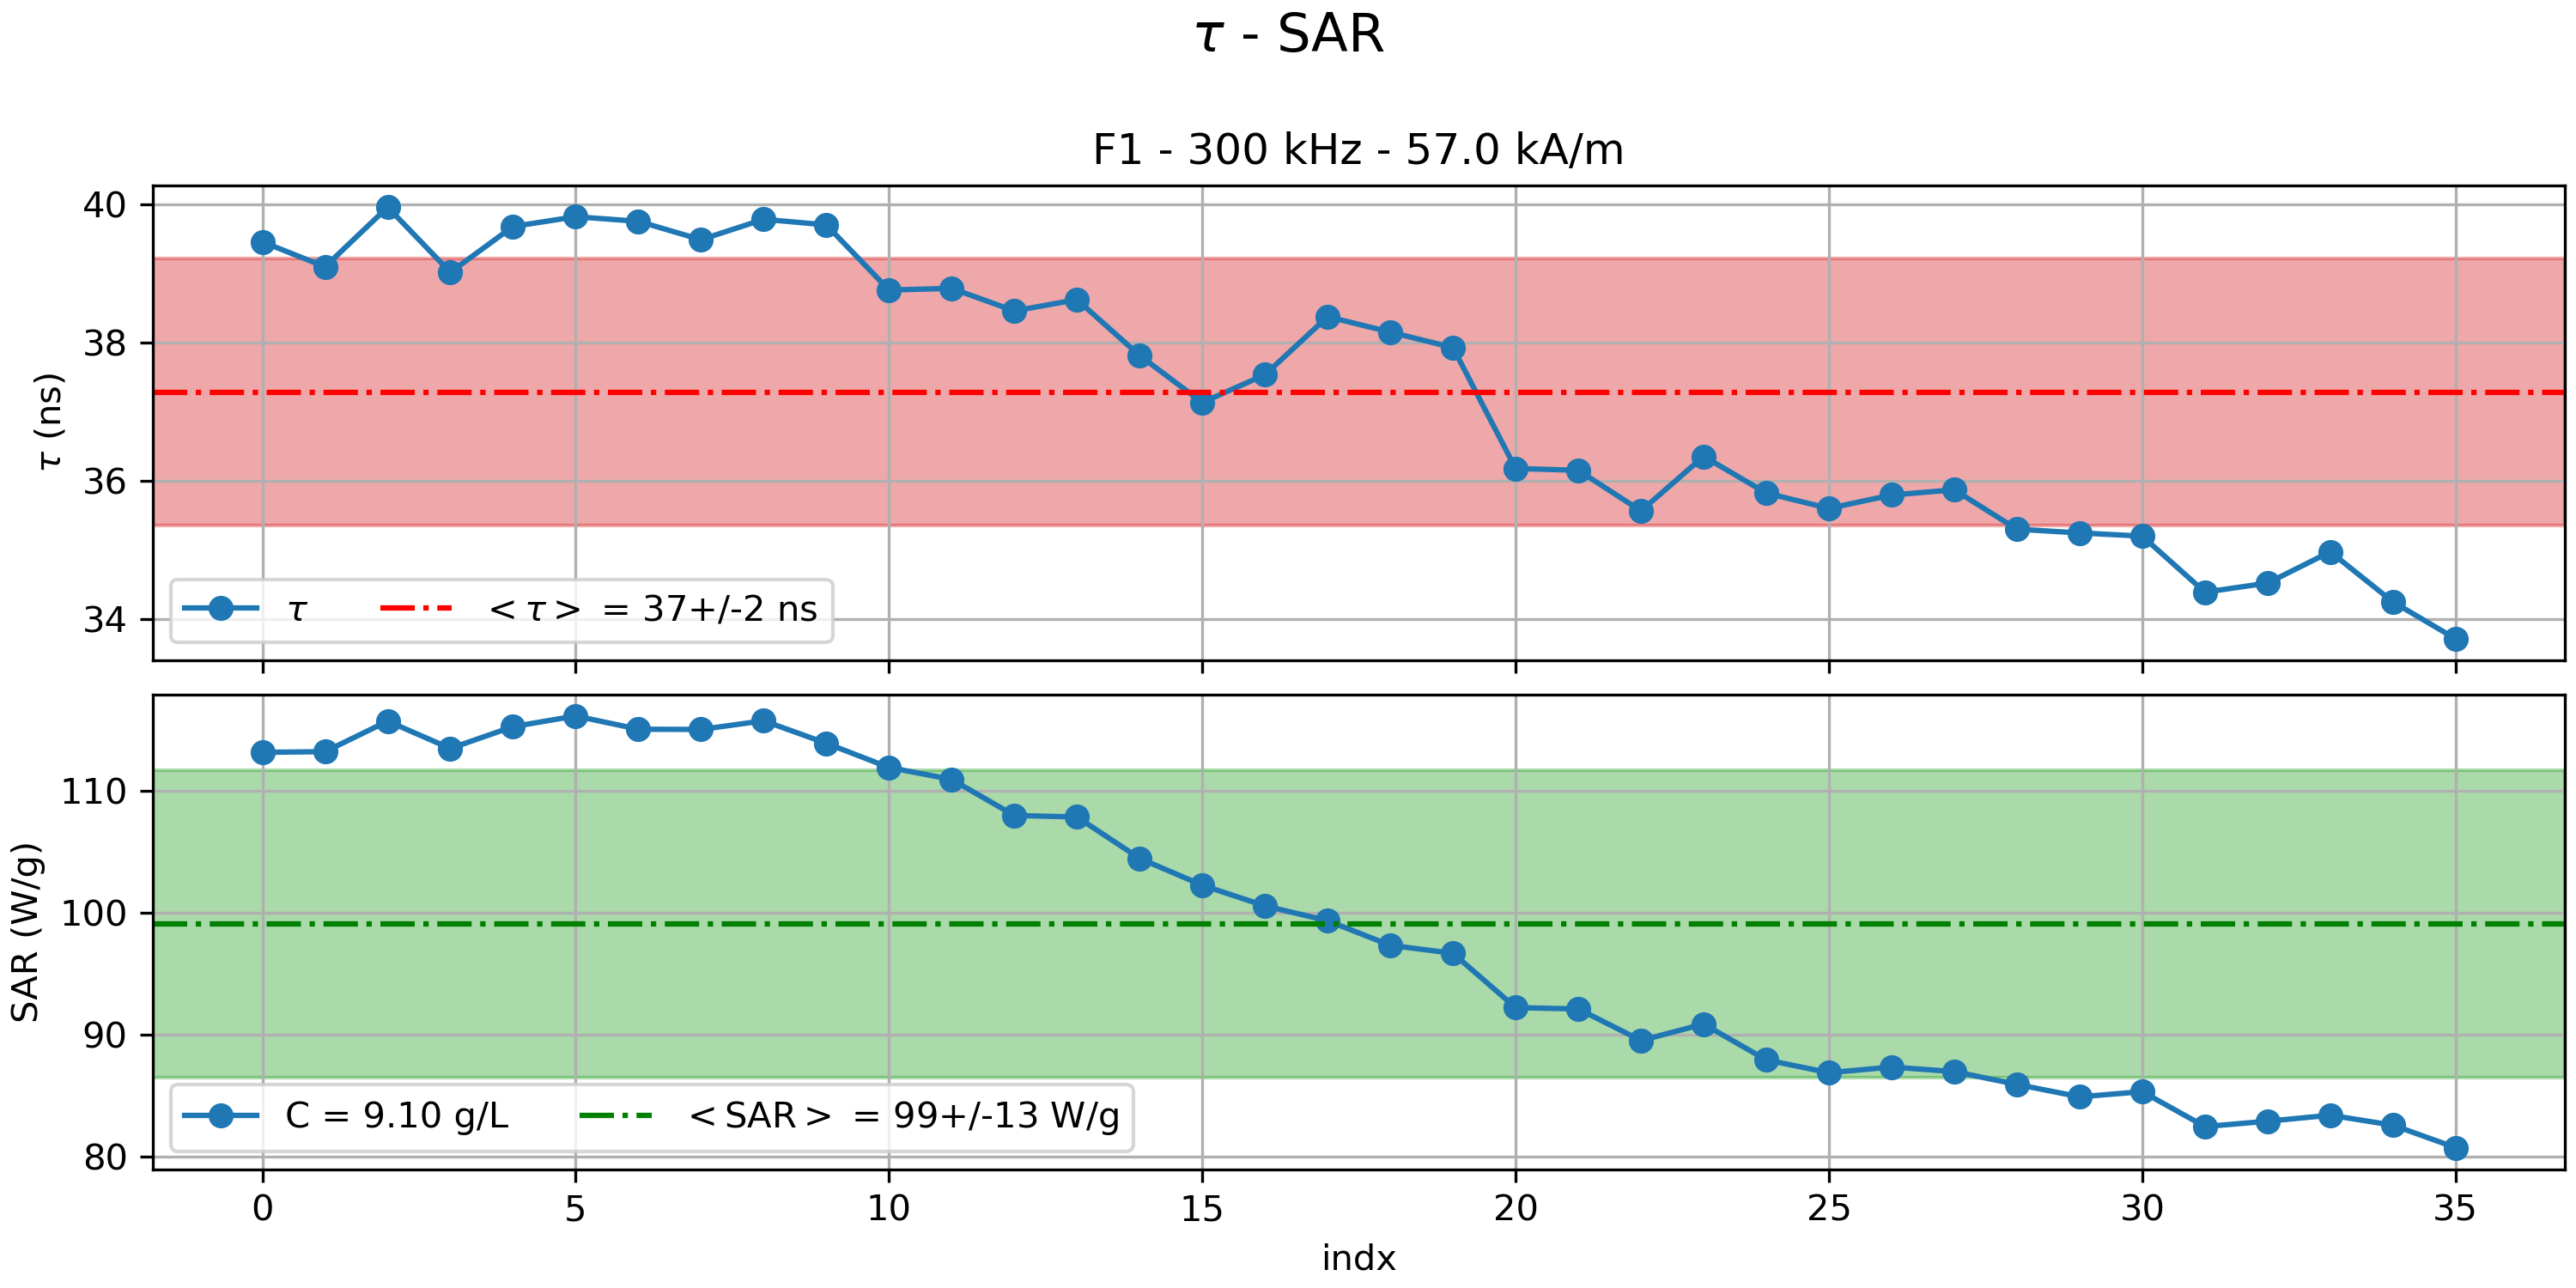 τ - SAR
F1 - 300 kHz - 57.0 kA/m
τ (ns)
40
38
36
34
τ
<τ> = 37+/-2 ns
SAR (W/g)
110
100
90
80
C = 9.10 g/L
<SAR> = 99+/-13 W/g
0 5 10 15 20 25 30 35
indx